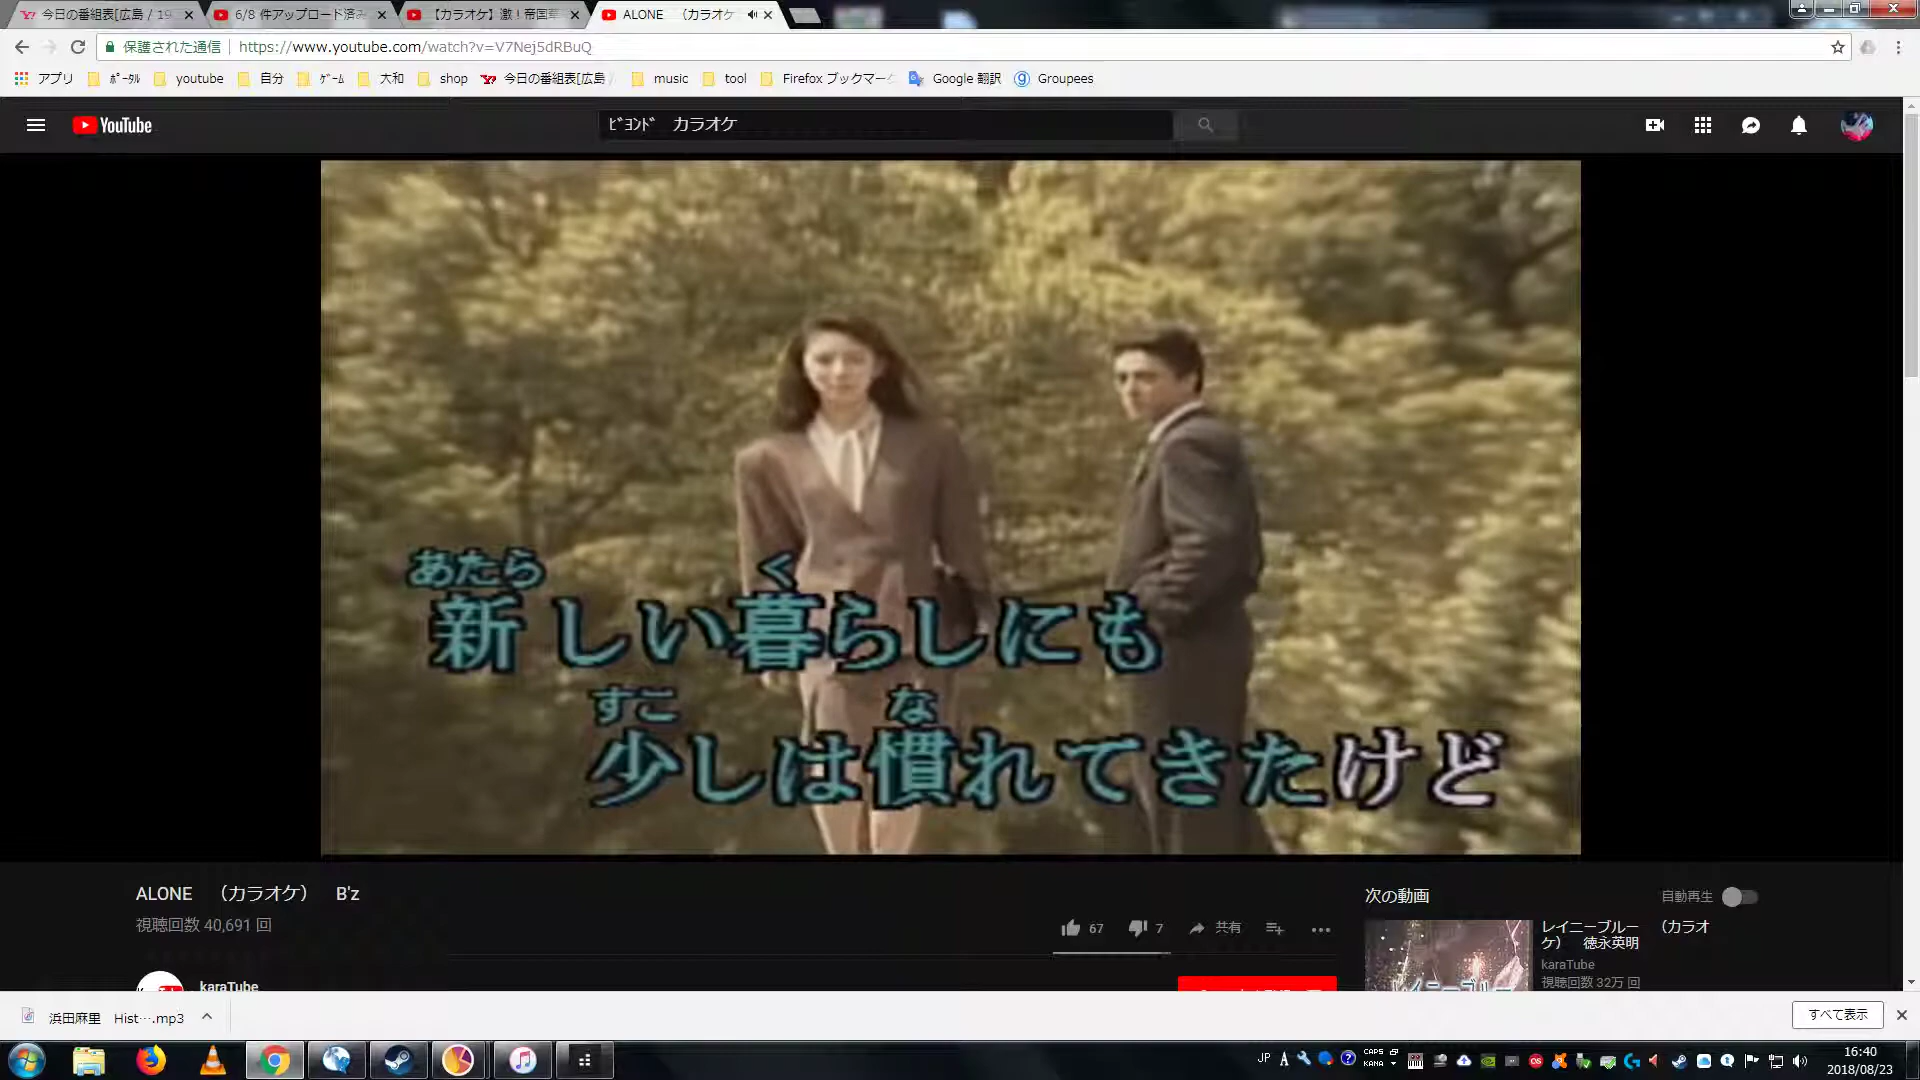 今日の番組表[広島 / 19
6/8 件アップロード済み
【カラオケ】激！帝国華
ALONE （カラオケ
保護された通信 https://www.youtube.com/watch?v=V7Nej5dRBuQ
アプリ ﾎﾟｰﾀﾙ youtube 自分 ｹﾞｰﾑ 大和 shop 今日の番組表[広島 / music tool Firefox ブックマーク Google 翻訳 Groupees
YouTube
ﾋﾞﾖﾝﾄﾞ カラオケ
あたら く
新しい暮らしにも
すこ な
少しは慣れてきたけど
ALONE （カラオケ） B'z
視聴回数 40,691 回
67 7 共有
karaTube
次の動画 自動再生
レイニーブルー （カラオ
ケ） 徳永英明
karaTube
視聴回数 32万 回
浜田麻里 Hist….mp3
すべて表示
JP A CAPS KANA
16:40
2018/08/23